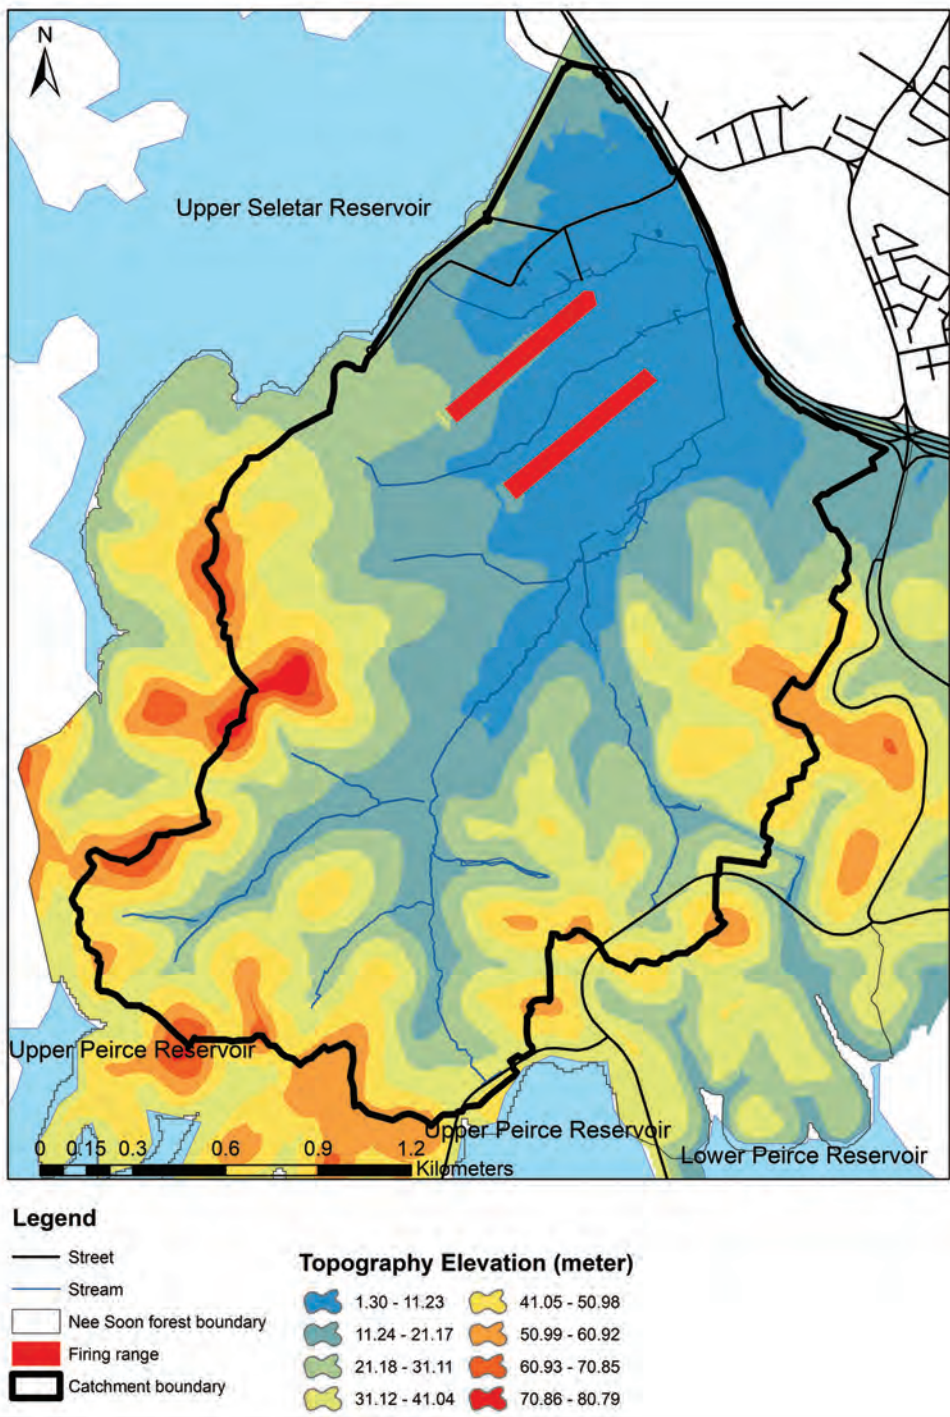 N
Upper Seletar Reservoir
Upper Peirce Reservoir
Upper Peirce Reservoir
Lower Peirce Reservoir
0 0.15 0.3 0.6 0.9 1.2
Kilometers
Legend
Street
Stream
Nee Soon forest boundary
Firing range
Catchment boundary
Topography Elevation (meter)
1.30 - 11.23
11.24 - 21.17
21.18 - 31.11
31.12 - 41.04
41.05 - 50.98
50.99 - 60.92
60.93 - 70.85
70.86 - 80.79